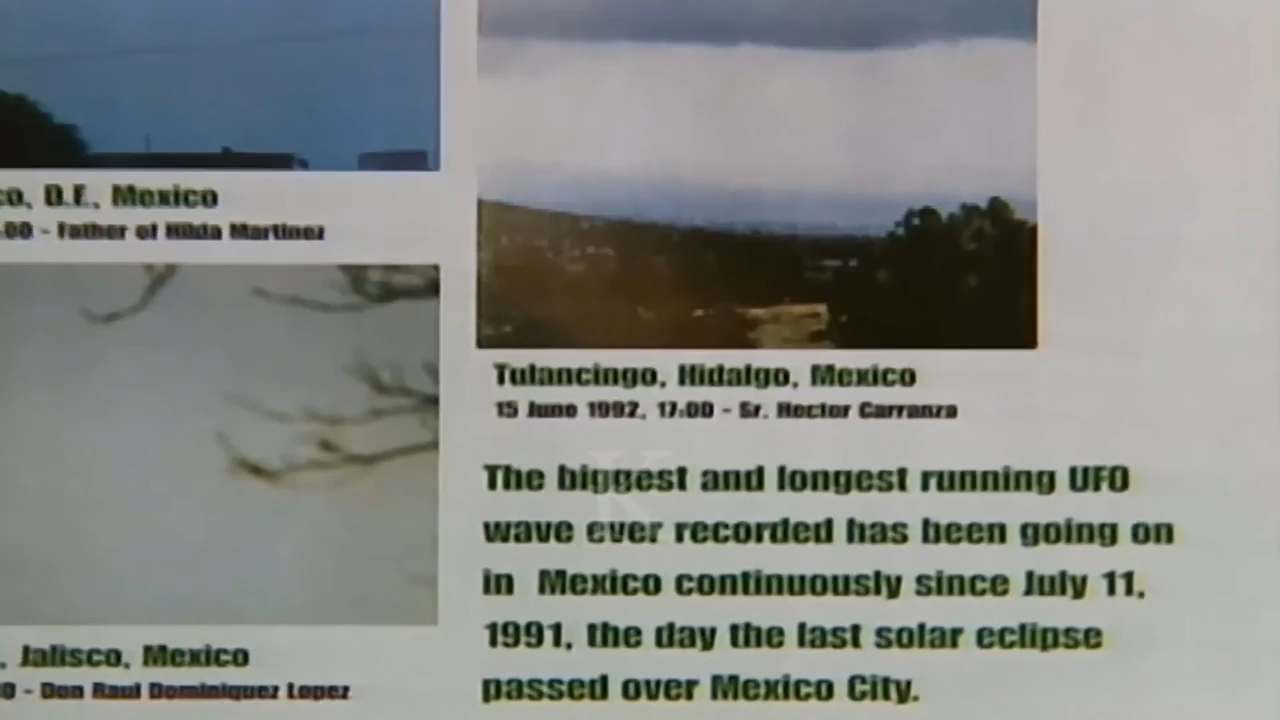 co, D.F., Mexico
:00 - Father of Hilda Martinez
, Jalisco, Mexico
0 - Don Raul Dominiquez Lopez
Tulancingo, Hidalgo, Mexico
15 June 1992, 17:00 - Sr. Hector Carranza
The biggest and longest running UFO
wave ever recorded has been going on
in Mexico continuously since July 11,
1991, the day the last solar eclipse
passed over Mexico City.
K